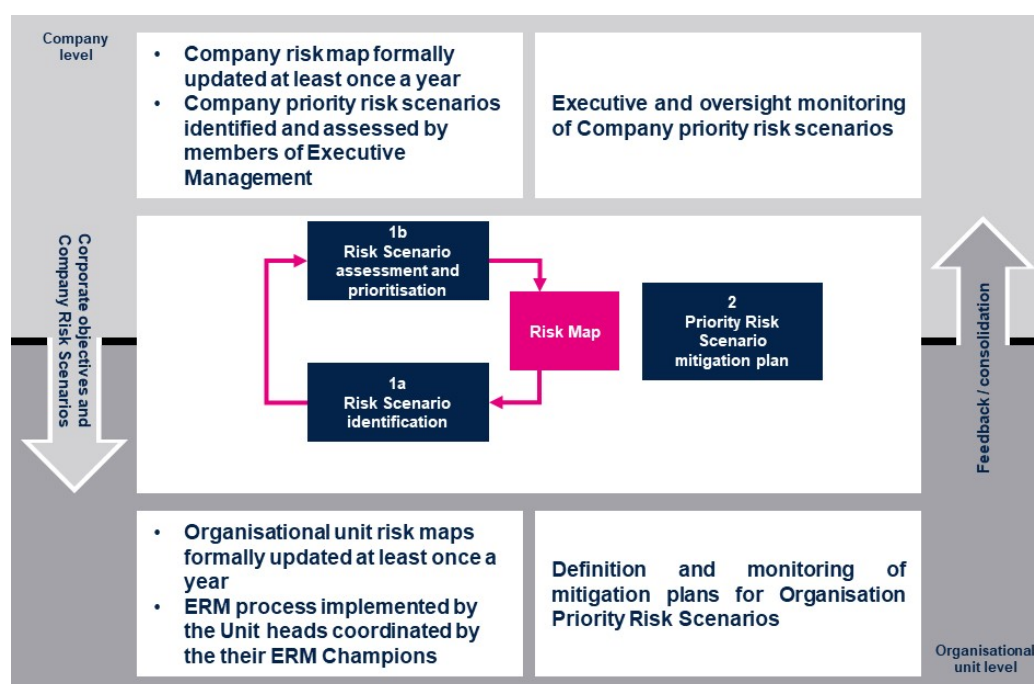 Company
level
• Company risk map formally
updated at least once a year
• Company priority risk scenarios
identified and assessed by
members of Executive
Management
Executive and oversight monitoring
of Company priority risk scenarios
Corporate objectives and
Company Risk Scenarios
1b
Risk Scenario
assessment and
prioritisation
Risk Map
2
Priority Risk
Scenario
mitigation plan
1a
Risk Scenario
identification
Feedback / consolidation
• Organisational unit risk maps
formally updated at least once a
year
• ERM process implemented by
the Unit heads coordinated by
the their ERM Champions
Definition and monitoring of
mitigation plans for Organisation
Priority Risk Scenarios
Organisational
unit level